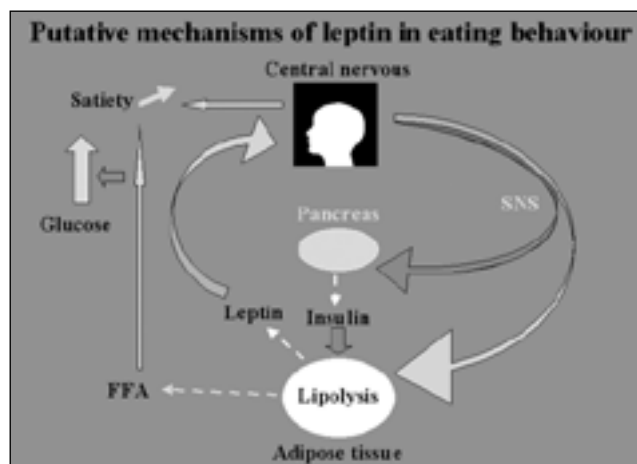 Putative mechanisms of leptin in eating behaviour
Central nervous
Satiety
Glucose
Pancreas
SNS
Leptin
Insulin
FFA
Lipolysis
Adipose tissue